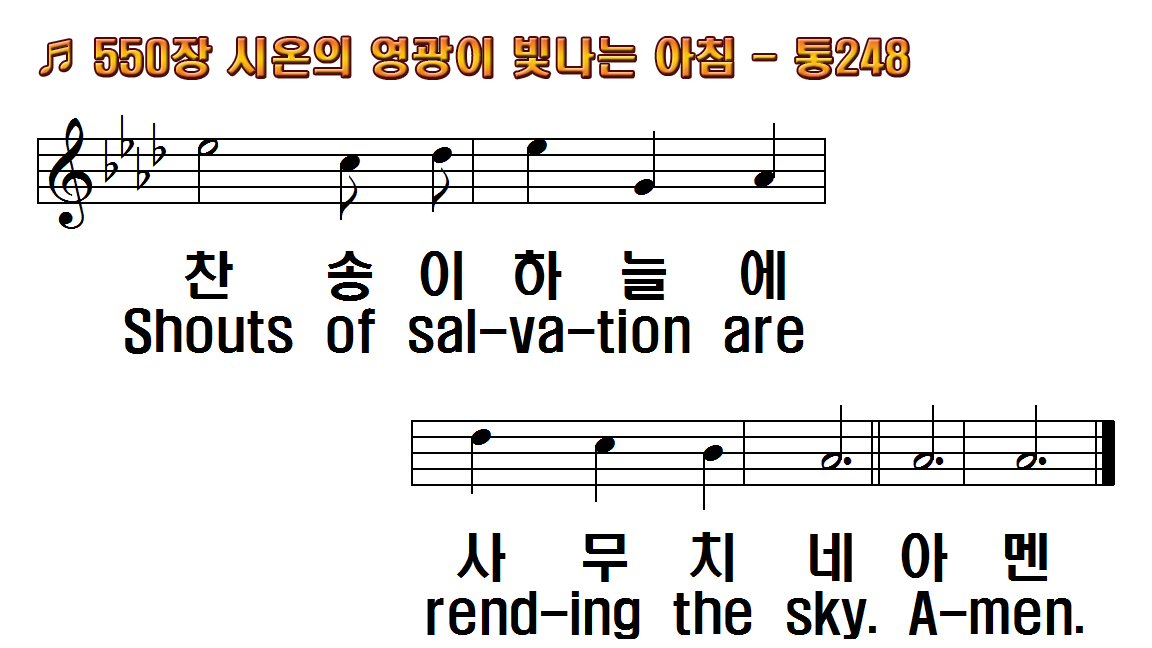 ♬ 550장 시온의 영광이 빛나는 아침 - 통248
찬 송 이 하 늘 에
Shouts of sal-va-tion are
사 무 치 네 아 멘
rend-ing the sky. A-men.